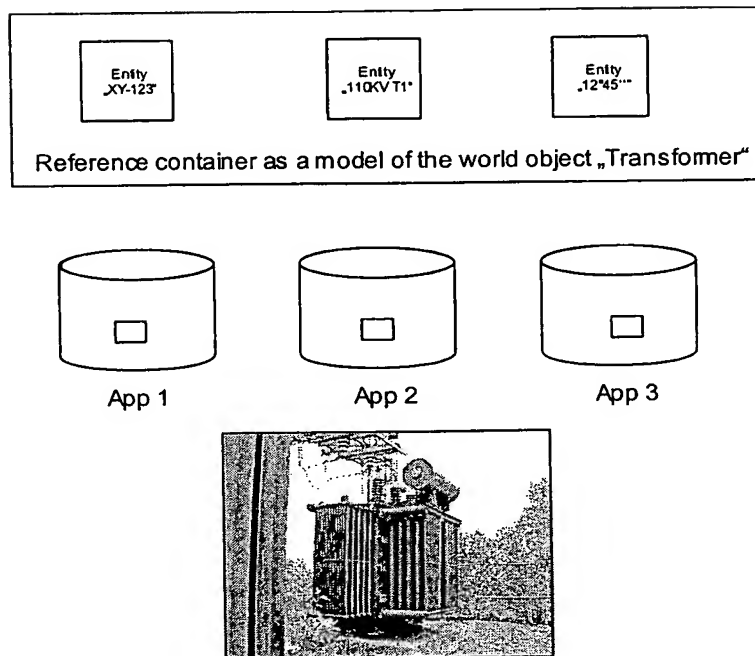 Entity
„XY-123"
Entity
„110KV T1"
Entity
„12°45´´"
Reference container as a model of the world object „Transformer“
App 1
App 2
App 3